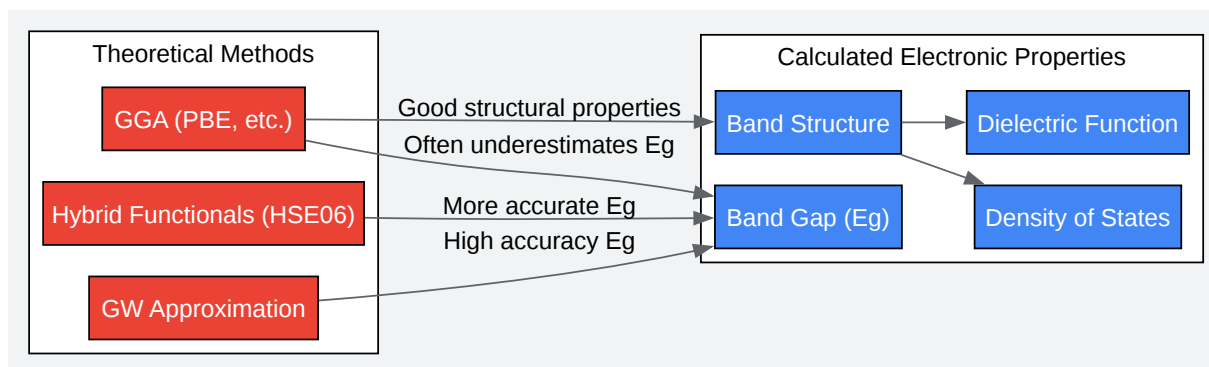 Theoretical Methods
GGA (PBE, etc.)
Hybrid Functionals (HSE06)
GW Approximation
Good structural properties
Often underestimates Eg
More accurate Eg
High accuracy Eg
Calculated Electronic Properties
Band Structure
Dielectric Function
Band Gap (Eg)
Density of States